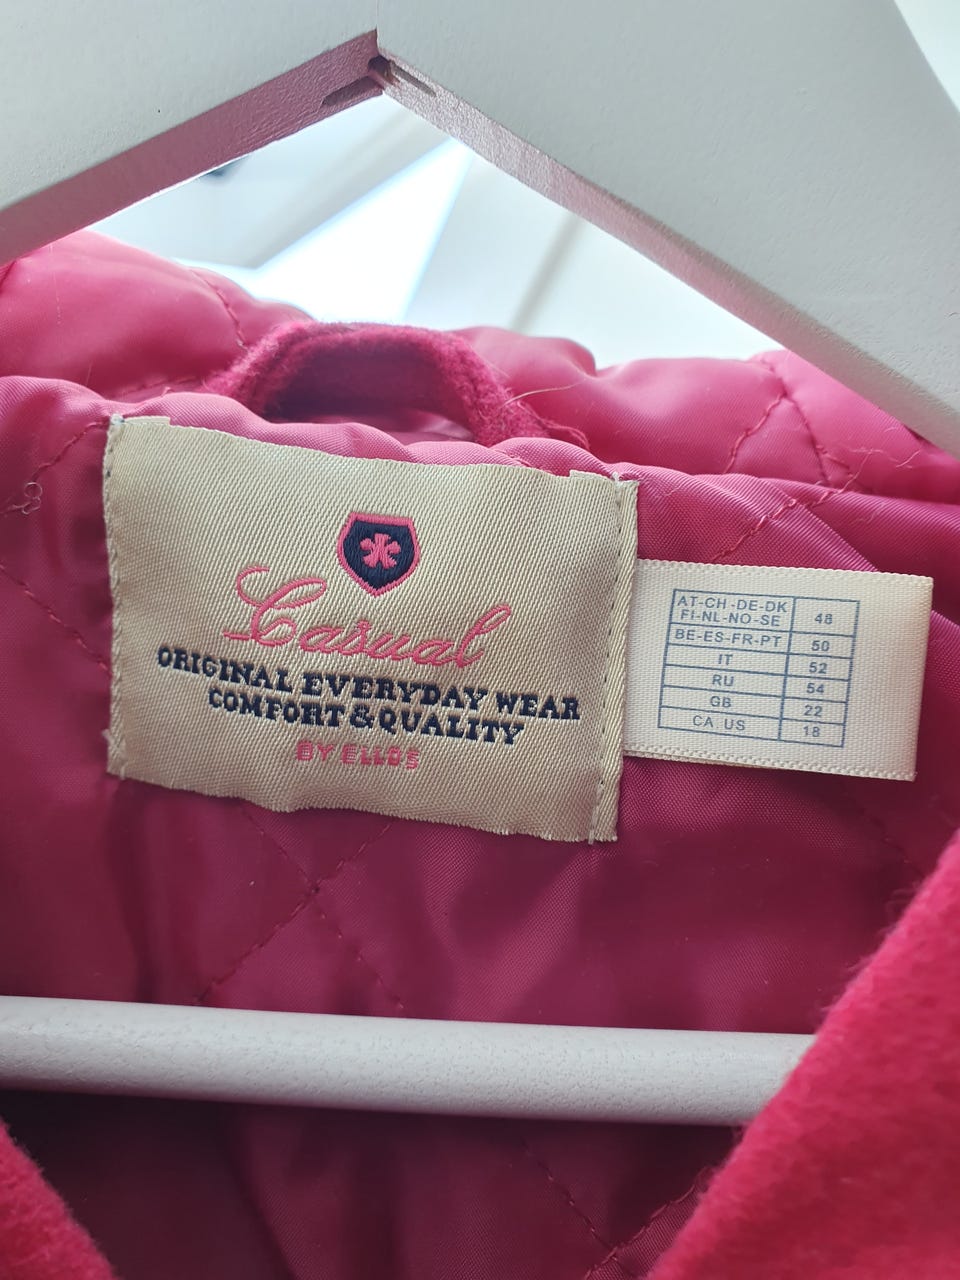 Casual
ORIGINAL EVERYDAY WEAR
COMFORT & QUALITY
BY ELLOS
AT-CH-DE-DK
FI-NL-NO-SE 48
BE-ES-FR-PT 50
IT 52
RU 54
GB 22
CA US 18